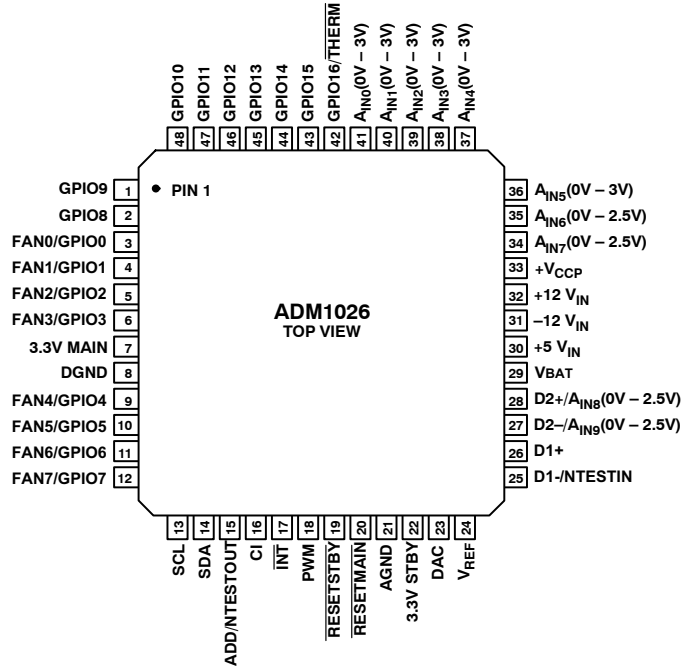 GPIO10
GPIO11
GPIO12
GPIO13
GPIO14
GPIO15
GPIO16/THERM
AIN0(0V – 3V)
AIN1(0V – 3V)
AIN2(0V – 3V)
AIN3(0V – 3V)
AIN4(0V – 3V)
48
47
46
45
44
43
42
41
40
39
38
37
GPIO9 1
GPIO8 2
FAN0/GPIO0 3
FAN1/GPIO1 4
FAN2/GPIO2 5
FAN3/GPIO3 6
3.3V MAIN 7
DGND 8
FAN4/GPIO4 9
FAN5/GPIO5 10
FAN6/GPIO6 11
FAN7/GPIO7 12
PIN 1
ADM1026
TOP VIEW
36 AIN5(0V – 3V)
35 AIN6(0V – 2.5V)
34 AIN7(0V – 2.5V)
33 +VCCP
32 +12 VIN
31 –12 VIN
30 +5 VIN
29 VBAT
28 D2+/AIN8(0V – 2.5V)
27 D2–/AIN9(0V – 2.5V)
26 D1+
25 D1-/NTESTIN
13
14
15
16
17
18
19
20
21
22
23
24
SCL
SDA
ADD/NTESTOUT
CI
INT
PWM
RESETSTBY
RESETMAIN
AGND
3.3V STBY
DAC
VREF